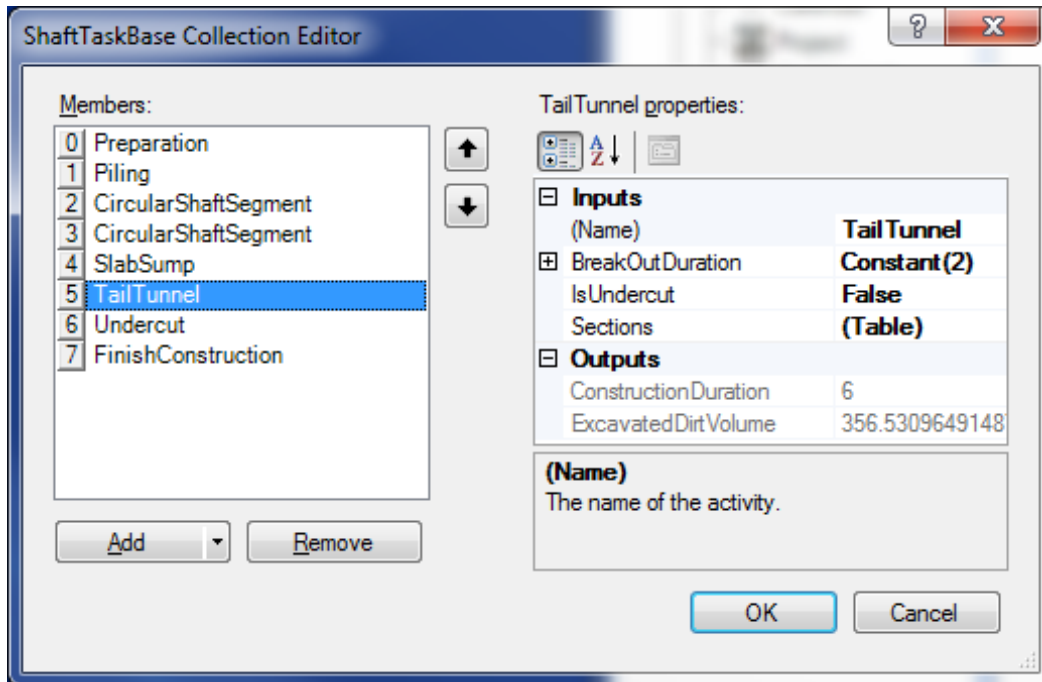 ShaftTaskBase Collection Editor
Project
Members:
0 Preparation
1 Piling
2 CircularShaftSegment
3 CircularShaftSegment
4 SlabSump
5 TailTunnel
6 Undercut
7 FinishConstruction
Add
Remove
TailTunnel properties:
A
Z
Inputs
(Name) TailTunnel
BreakOutDuration Constant(2)
IsUndercut False
Sections (Table)
Outputs
ConstructionDuration 6
ExcavatedDirtVolume 356.5309649148
(Name)
The name of the activity.
OK
Cancel